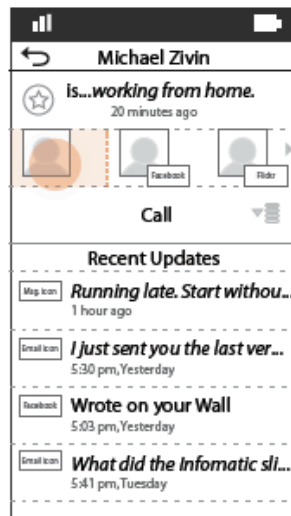 Michael Zivin
is...working from home.
20 minutes ago
Facebook
Flickr
Call
Recent Updates
Msg. icon
Running late. Start withou...
1 hour ago
Email icon
I just sent you the last ver...
5:30 pm, Yesterday
Facebook
Wrote on your Wall
5:03 pm, Yesterday
Email icon
What did the Infomatic sli...
5:41 pm, Tuesday